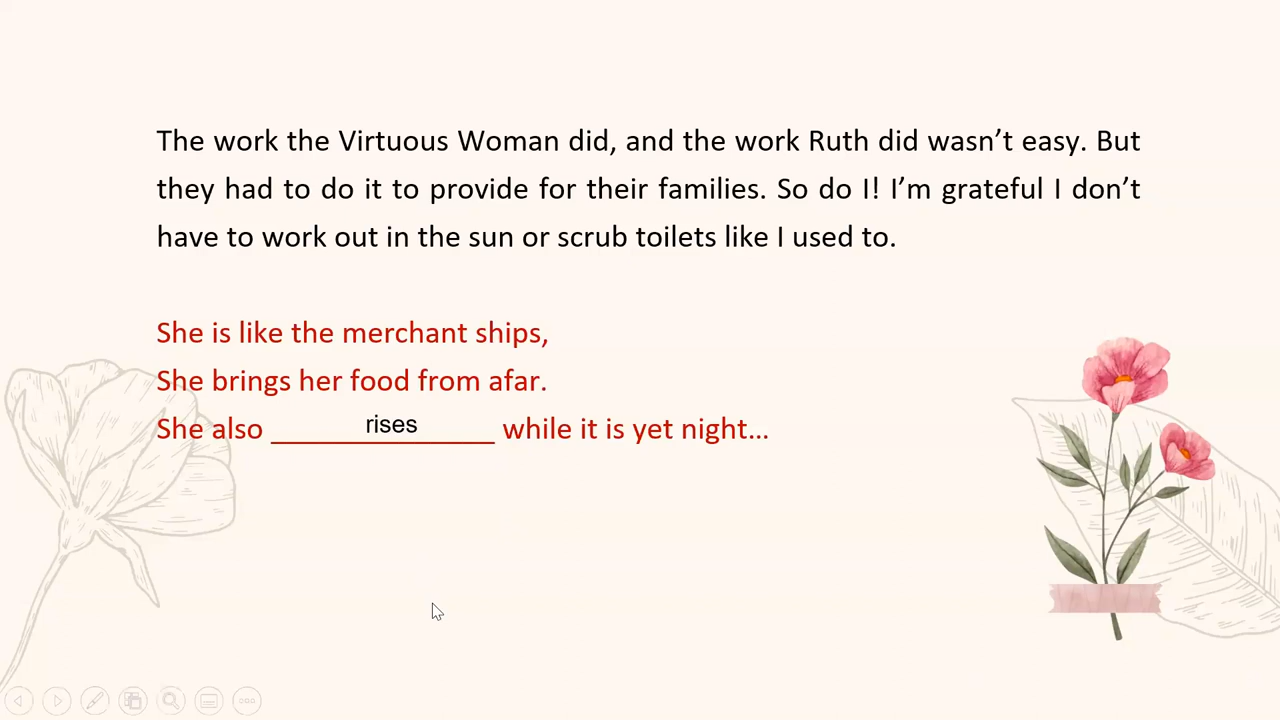 The work the Virtuous Woman did, and the work Ruth did wasn’t easy. But
they had to do it to provide for their families. So do I! I’m grateful I don’t
have to work out in the sun or scrub toilets like I used to.
She is like the merchant ships,
She brings her food from afar.
She also ______________ rises while it is yet night…